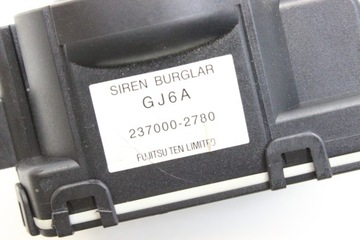 SIREN BURGLAR
GJ6A
237000-2780
FUJITSU TEN LIMITED